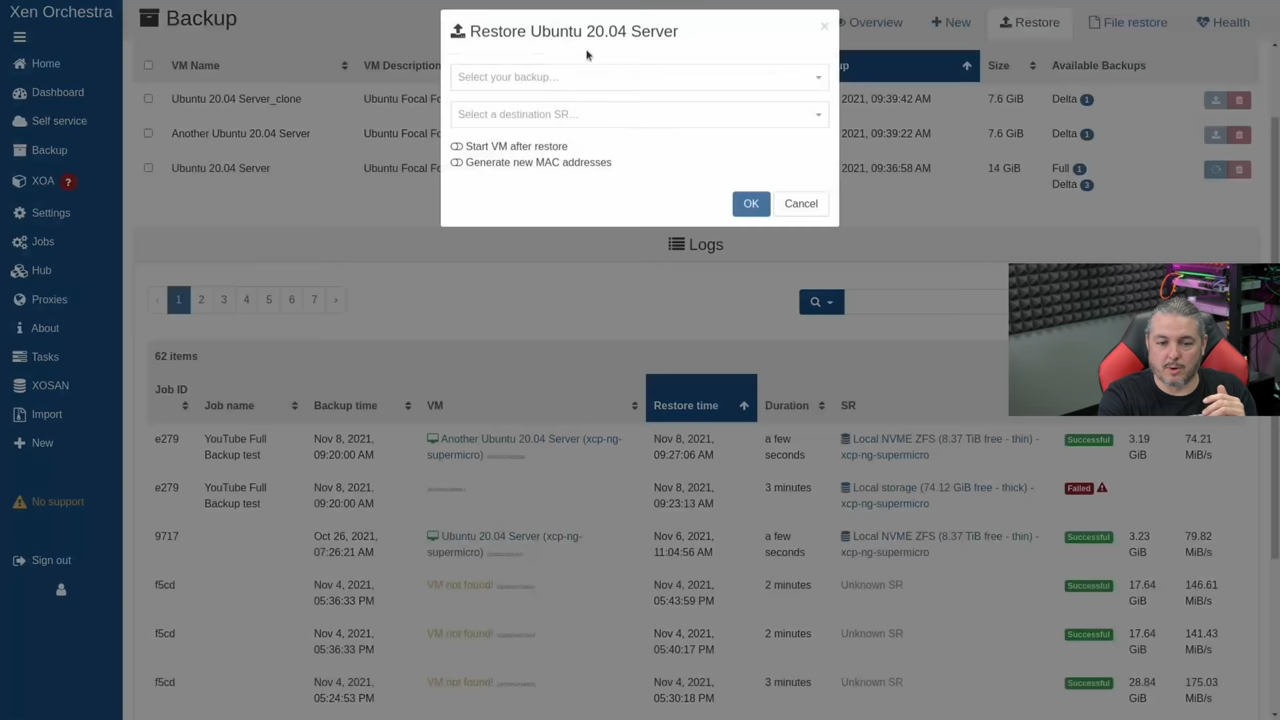 Xen Orchestra
Home
Dashboard
Self service
Backup
XOA ?
Settings
Jobs
Hub
Proxies
About
Tasks
XOSAN
Import
New
No support
Sign out
Backup
Overview
New
Restore
File restore
Health
VM Name
VM Description
up
Size
Available Backups
Ubuntu 20.04 Server_clone
Ubuntu Focal Fo
2021, 09:39:42 AM
7.6 GiB
Delta 1
Another Ubuntu 20.04 Server
Ubuntu Focal Fo
2021, 09:39:22 AM
7.6 GiB
Delta 1
Ubuntu 20.04 Server
Ubuntu Focal Fo
2021, 09:36:58 AM
14 GiB
Full 1
Delta 3
Restore Ubuntu 20.04 Server
×
Select your backup...
Select a destination SR...
Start VM after restore
Generate new MAC addresses
OK
Cancel
Logs
‹ 1 2 3 4 5 6 7 ›
62 items
Job ID
Job name
Backup time
VM
Restore time
Duration
SR
e279
YouTube Full
Backup test
Nov 8, 2021,
09:20:00 AM
Another Ubuntu 20.04 Server (xcp-ng-
supermicro)
Nov 8, 2021,
09:27:06 AM
a few
seconds
Local NVME ZFS (8.37 TiB free - thin) -
xcp-ng-supermicro
Successful
3.19
GiB
74.21
MiB/s
e279
YouTube Full
Backup test
Nov 8, 2021,
09:20:00 AM
Nov 8, 2021,
09:23:13 AM
3 minutes
Local storage (74.12 GiB free - thick) -
xcp-ng-supermicro
Failed
9717
Oct 26, 2021,
07:26:21 AM
Ubuntu 20.04 Server (xcp-ng-
supermicro)
Nov 6, 2021,
11:04:56 AM
a few
seconds
Local NVME ZFS (8.37 TiB free - thin) -
xcp-ng-supermicro
Successful
3.23
GiB
79.82
MiB/s
f5cd
Nov 4, 2021,
05:36:33 PM
VM not found!
Nov 4, 2021,
05:43:59 PM
2 minutes
Unknown SR
Successful
17.64
GiB
146.61
MiB/s
f5cd
Nov 4, 2021,
05:36:33 PM
VM not found!
Nov 4, 2021,
05:40:17 PM
2 minutes
Unknown SR
Successful
17.64
GiB
141.43
MiB/s
f5cd
Nov 4, 2021,
05:24:53 PM
VM not found!
Nov 4, 2021,
05:30:18 PM
3 minutes
Unknown SR
Successful
28.84
GiB
175.03
MiB/s